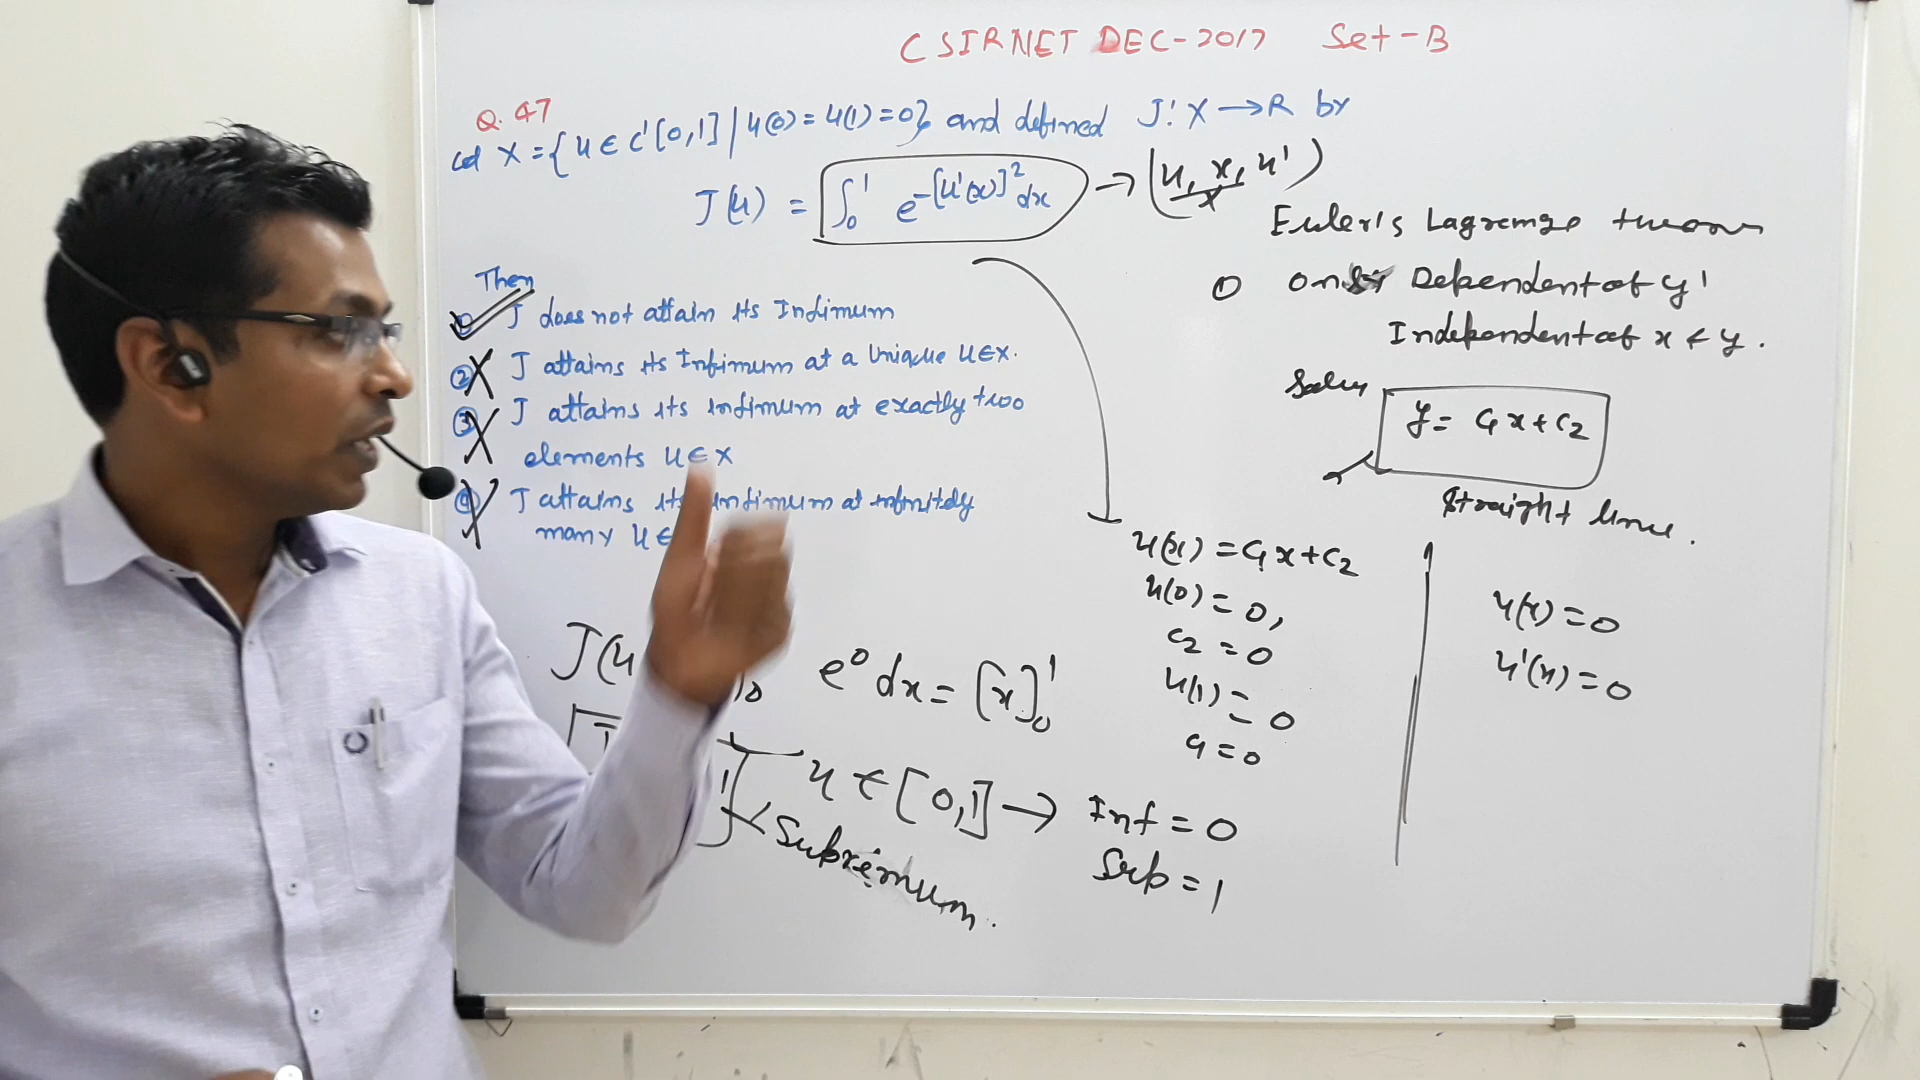 CSIRNET DEC-2017 Set-B
Q. 47
Let X = {u ∈ C'[0,1] | u(0) = u(1) = 0} and defined J: X → R by
J(u) = ∫₀¹ e^-[u'(x)]² dx → (u, x, u')
Euler's Lagrange
① Only Dependent of y'
Independent of x & y.
Then
① J does not attain its Infimum
② J attains its Infimum at a Unique u∈X.
③ J attains its infimum at exactly two
elements u∈X
④ J attains its infimum at infinitely
many u ∈
y = c₁x + c₂
Straight line.
u(x) = c₁x + c₂
u(0) = 0,
c₂ = 0
u(1) = 0
c₁ = 0
u(x) = 0
u'(x) = 0
J(u e⁰ dx = [x]₀¹
1
u ∈ [0,1] → Inf = 0
Sup = 1
Supremum.